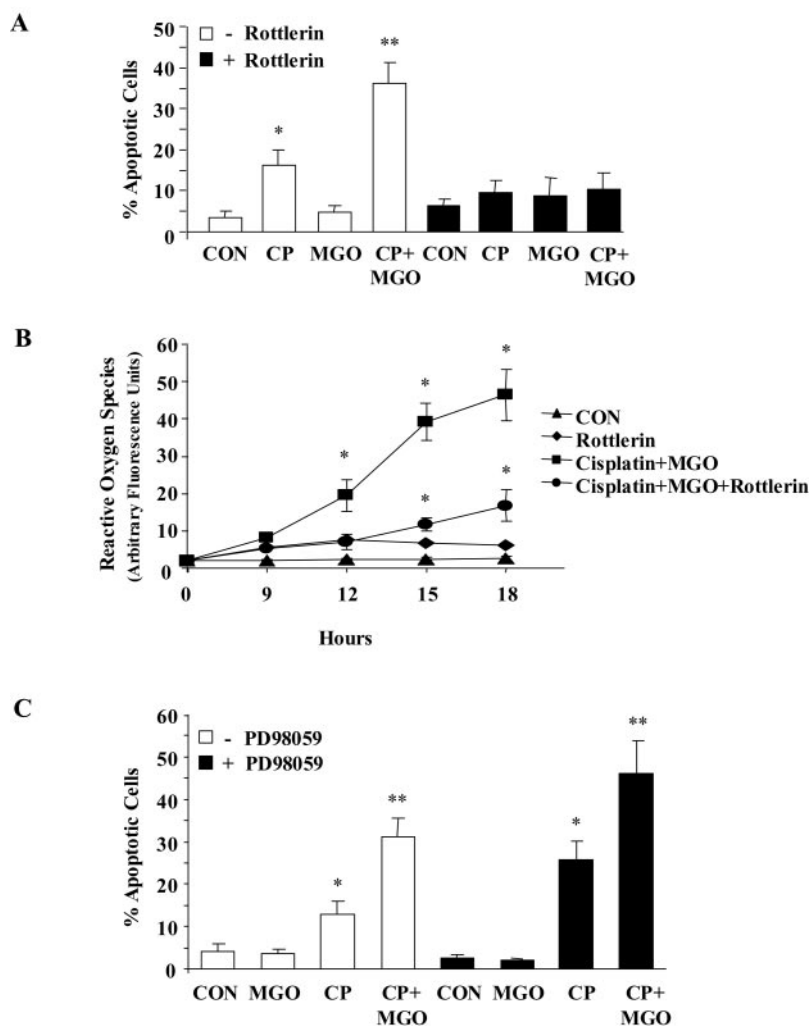 A
% Apoptotic Cells
50
40
30
20
10
0
- Rottlerin
+ Rottlerin
*
**
CON CP MGO CP+ CON CP MGO CP+
MGO MGO
B
Reactive Oxygen Species
(Arbitrary Fluorescence Units)
60
50
40
30
20
10
0
*
*
*
*
*
CON
Rottlerin
Cisplatin+MGO
Cisplatin+MGO+Rottlerin
0 9 12 15 18
Hours
C
% Apoptotic Cells
60
50
40
30
20
10
0
- PD98059
+ PD98059
*
**
*
**
CON MGO CP CP+ CON MGO CP CP+
MGO MGO